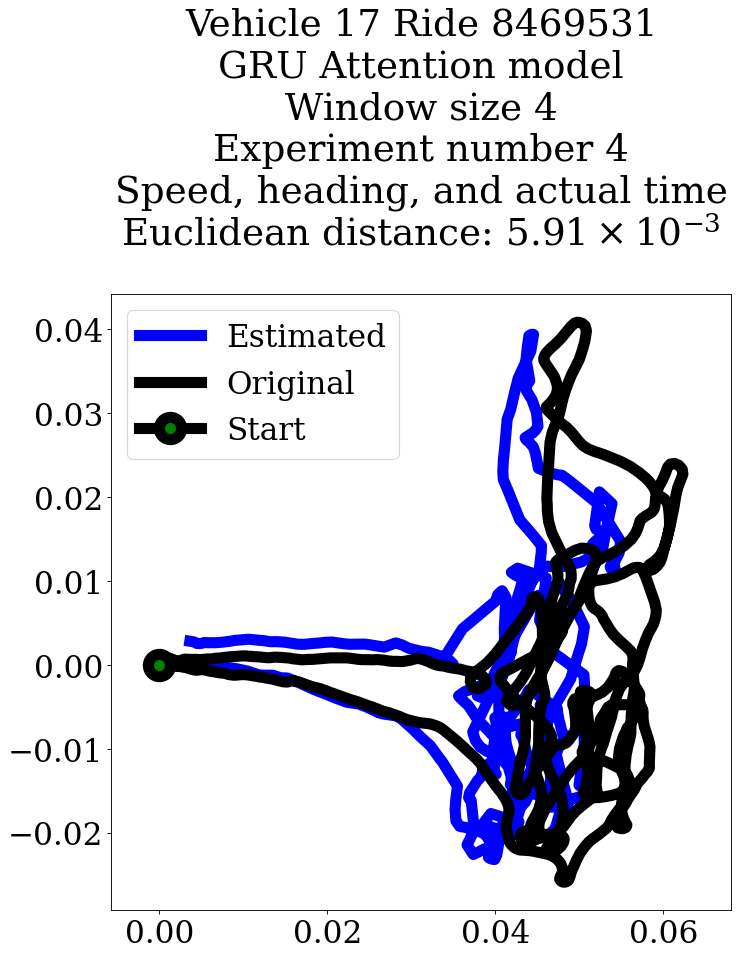 Vehicle 17 Ride 8469531
GRU Attention model
Window size 4
Experiment number 4
Speed, heading, and actual time
Euclidean distance: 5.91 × 10⁻³
Estimated
Original
Start
0.04
0.03
0.02
0.01
0.00
−0.01
−0.02
0.00 0.02 0.04 0.06